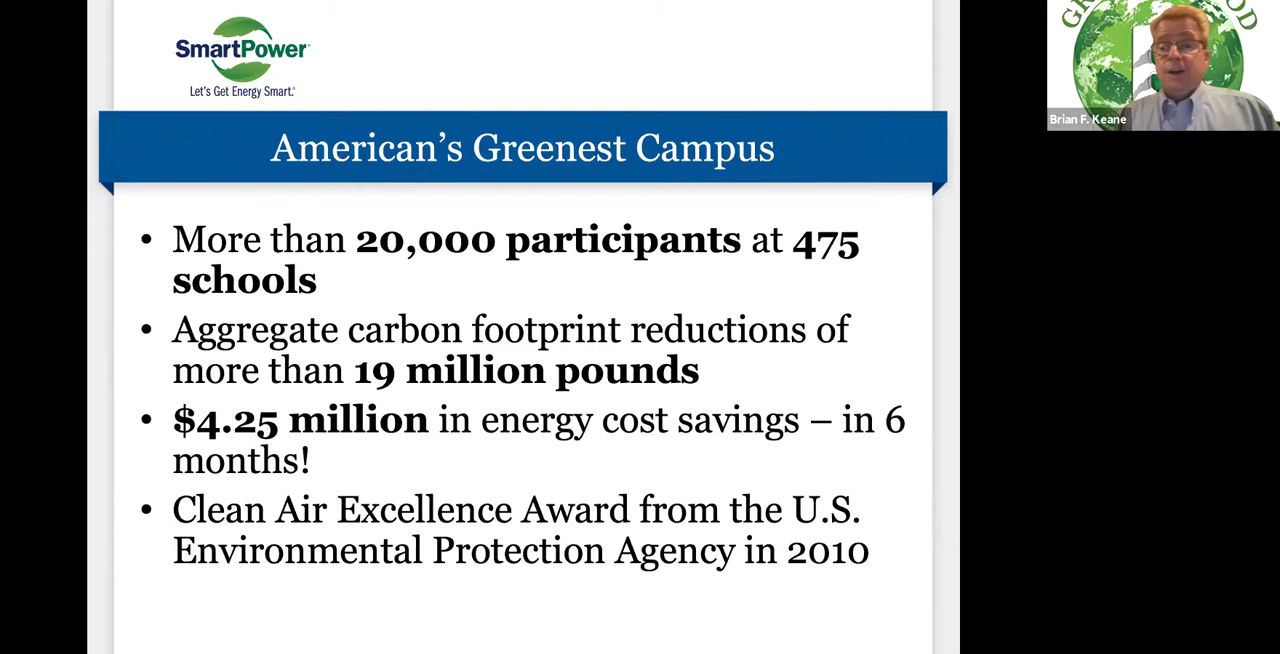 SmartPower
Let's Get Energy Smart.
American's Greenest Campus
• More than 20,000 participants at 475
schools
• Aggregate carbon footprint reductions of
more than 19 million pounds
• $4.25 million in energy cost savings – in 6
months!
• Clean Air Excellence Award from the U.S.
Environmental Protection Agency in 2010
Brian F. Keane